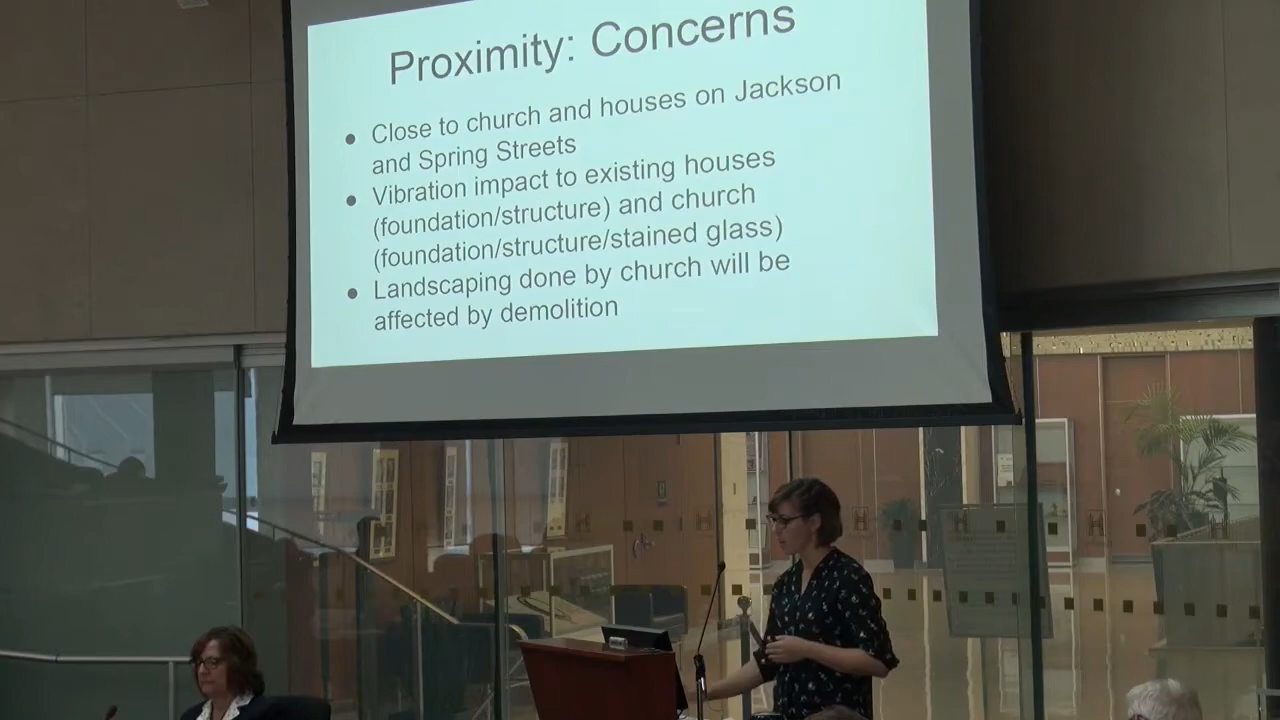 Proximity: Concerns
● Close to church and houses on Jackson
and Spring Streets
● Vibration impact to existing houses
(foundation/structure) and church
(foundation/structure/stained glass)
● Landscaping done by church will be
affected by demolition